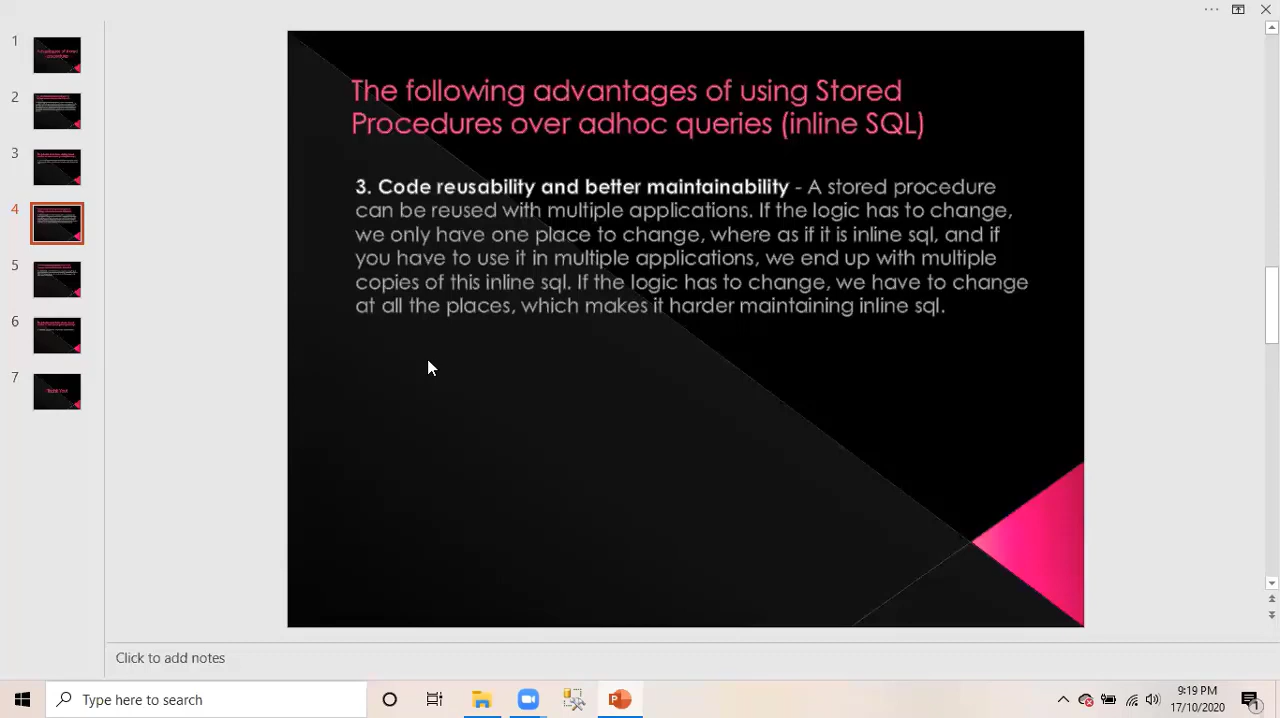 1
4
7
The following advantages of using Stored
Procedures over adhoc queries (inline SQL)
3. Code reusability and better maintainability - A stored procedure
can be reused with multiple applications. If the logic has to change,
we only have one place to change, where as if it is inline sql, and if
you have to use it in multiple applications, we end up with multiple
copies of this inline sql. If the logic has to change, we have to change
at all the places, which makes it harder maintaining inline sql.
Click to add notes
Type here to search
9:19 PM
17/10/2020
1